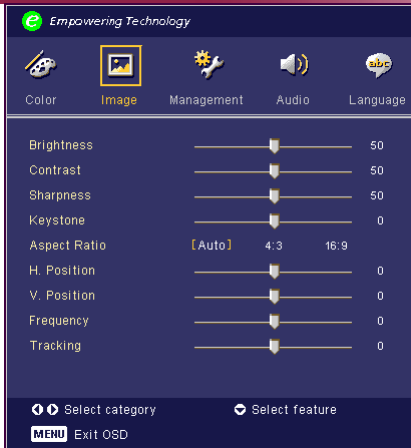 e Empowering Technology
abc
Color Image Management Audio Language
Brightness 50
Contrast 50
Sharpness 50
Keystone 0
Aspect Ratio [Auto] 4:3 16:9
H. Position 0
V. Position 0
Frequency 0
Tracking 0
Select category Select feature
MENU Exit OSD